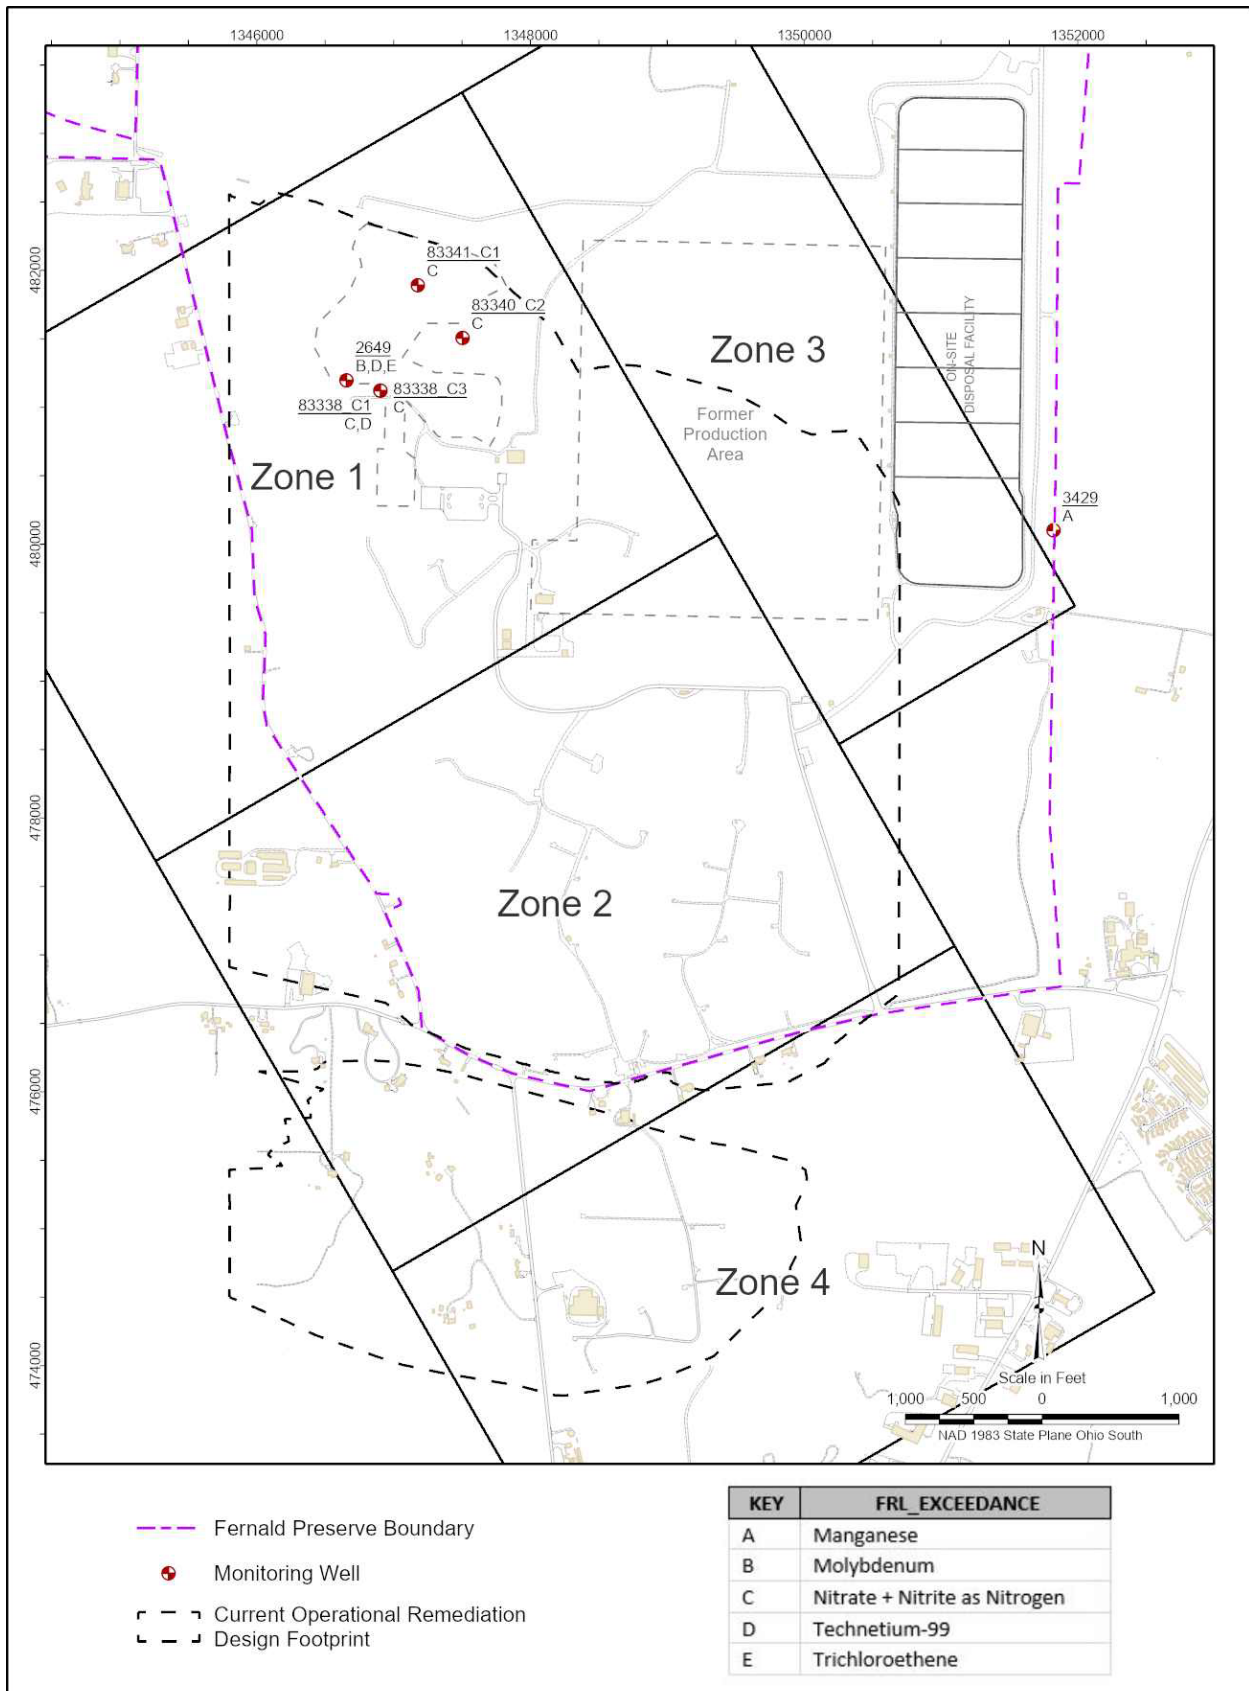 1346000 1348000 1350000 1352000
482000
480000
478000
476000
474000
83341_C1
C
83340_C2
C
2649
B,D,E
83338_C3
C
83338_C1
C,D
Zone 1
Zone 3
Former
Production
Area
ON-SITE
DISPOSAL FACILITY
3429
A
Zone 2
Zone 4
N
Scale in Feet
1,000 500 0 1,000
NAD 1983 State Plane Ohio South
Fernald Preserve Boundary
Monitoring Well
Current Operational Remediation
Design Footprint
KEY FRL_EXCEEDANCE
A Manganese
B Molybdenum
C Nitrate + Nitrite as Nitrogen
D Technetium-99
E Trichloroethene